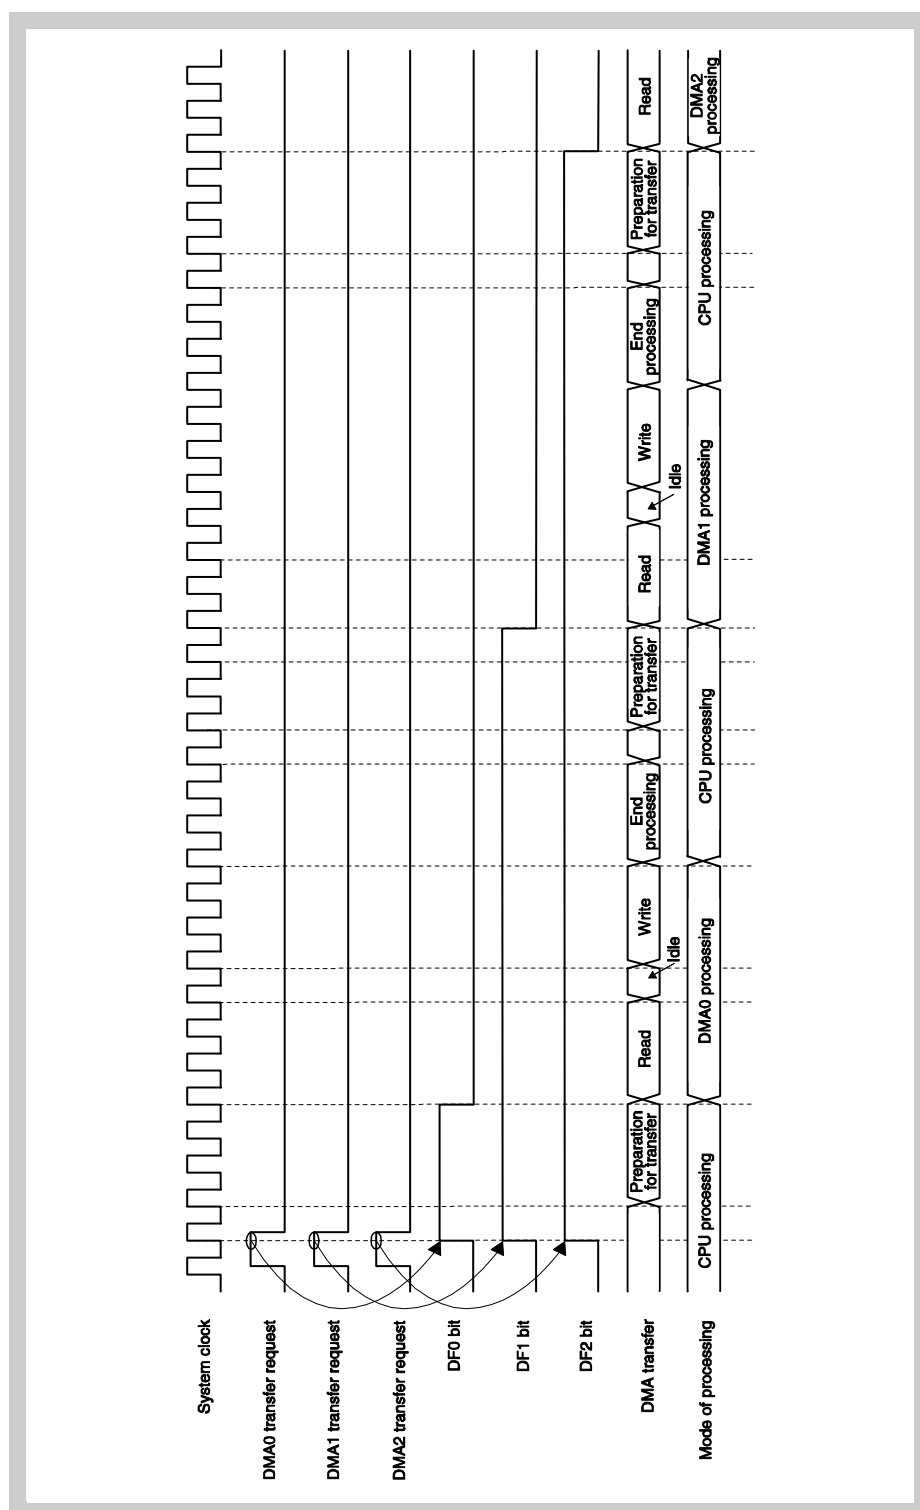 System clock
DMA0 transfer request
DMA1 transfer request
DMA2 transfer request
DF0 bit
DF1 bit
DF2 bit
DMA transfer
Preparation
for transfer
Read
Idle
Write
End
processing
Preparation
for transfer
Read
Idle
Write
End
processing
Preparation
for transfer
Read
Mode of processing
CPU processing
DMA0 processing
CPU processing
DMA1 processing
CPU processing
DMA2
processing